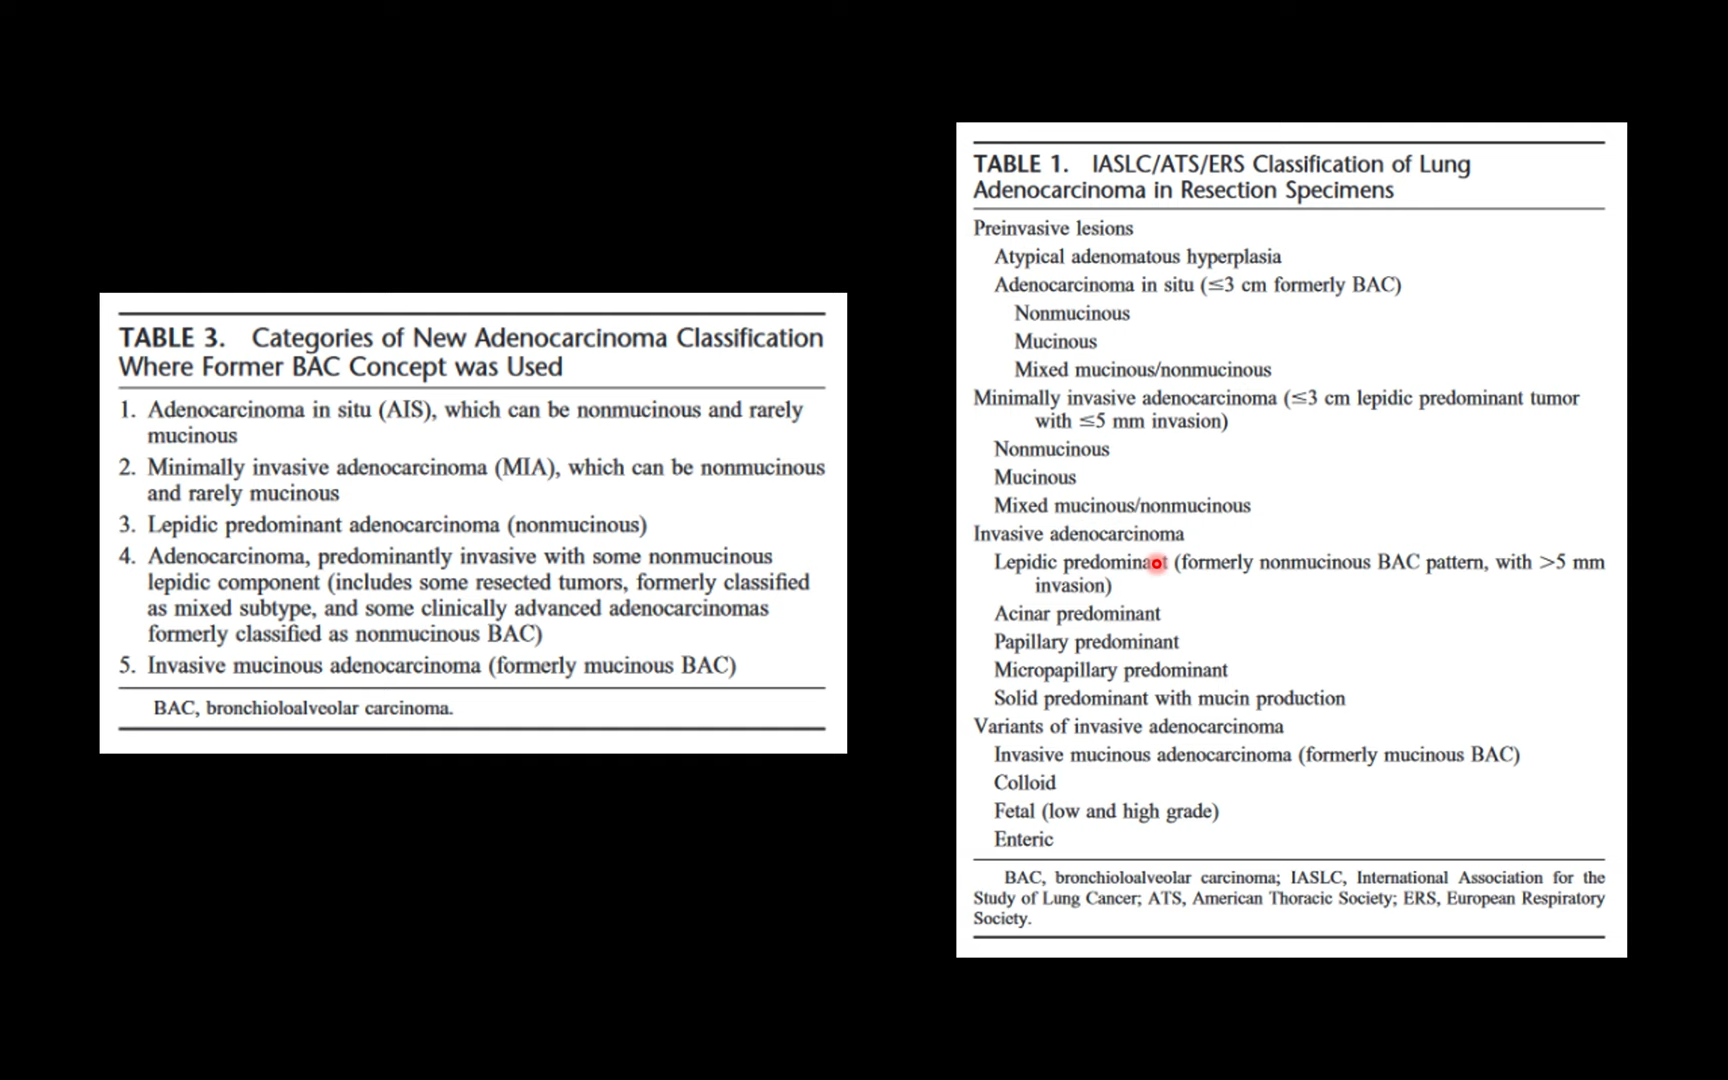 TABLE 3. Categories of New Adenocarcinoma Classification
Where Former BAC Concept was Used
1. Adenocarcinoma in situ (AIS), which can be nonmucinous and rarely
mucinous
2. Minimally invasive adenocarcinoma (MIA), which can be nonmucinous
and rarely mucinous
3. Lepidic predominant adenocarcinoma (nonmucinous)
4. Adenocarcinoma, predominantly invasive with some nonmucinous
lepidic component (includes some resected tumors, formerly classified
as mixed subtype, and some clinically advanced adenocarcinomas
formerly classified as nonmucinous BAC)
5. Invasive mucinous adenocarcinoma (formerly mucinous BAC)
BAC, bronchioloalveolar carcinoma.
TABLE 1. IASLC/ATS/ERS Classification of Lung
Adenocarcinoma in Resection Specimens
Preinvasive lesions
Atypical adenomatous hyperplasia
Adenocarcinoma in situ (≤3 cm formerly BAC)
Nonmucinous
Mucinous
Mixed mucinous/nonmucinous
Minimally invasive adenocarcinoma (≤3 cm lepidic predominant tumor
with ≤5 mm invasion)
Nonmucinous
Mucinous
Mixed mucinous/nonmucinous
Invasive adenocarcinoma
Lepidic predominant (formerly nonmucinous BAC pattern, with >5 mm
invasion)
Acinar predominant
Papillary predominant
Micropapillary predominant
Solid predominant with mucin production
Variants of invasive adenocarcinoma
Invasive mucinous adenocarcinoma (formerly mucinous BAC)
Colloid
Fetal (low and high grade)
Enteric
BAC, bronchioloalveolar carcinoma; IASLC, International Association for the
Study of Lung Cancer; ATS, American Thoracic Society; ERS, European Respiratory
Society.